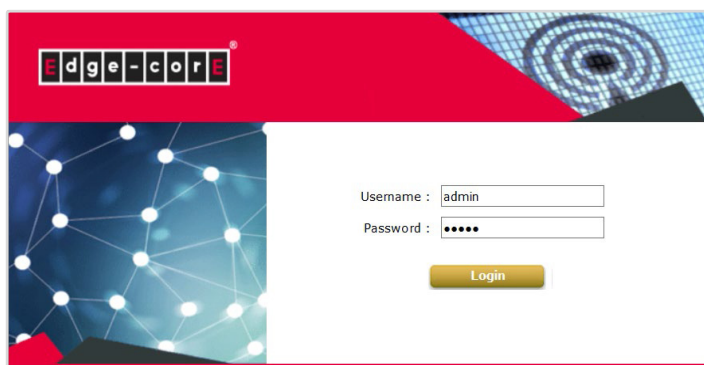 Edge-corE®
Username : admin
Password : •••••
Login